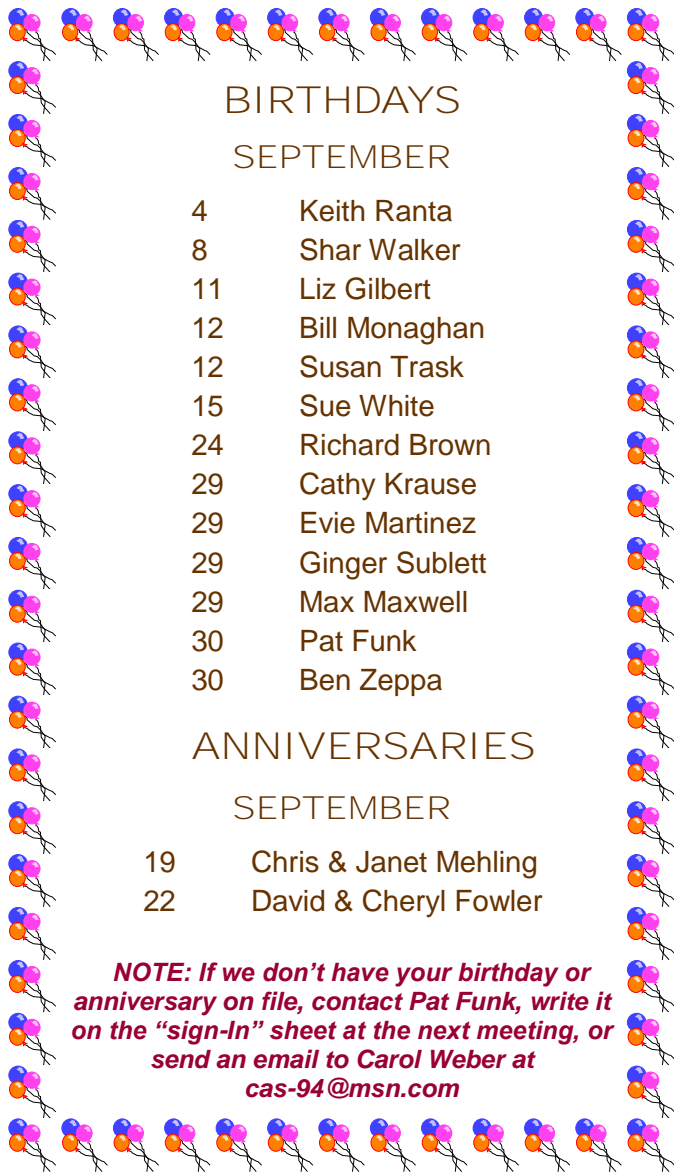 BIRTHDAYS
SEPTEMBER
4 Keith Ranta
8 Shar Walker
11 Liz Gilbert
12 Bill Monaghan
12 Susan Trask
15 Sue White
24 Richard Brown
29 Cathy Krause
29 Evie Martinez
29 Ginger Sublett
29 Max Maxwell
30 Pat Funk
30 Ben Zeppa
ANNIVERSARIES
SEPTEMBER
19 Chris & Janet Mehling
22 David & Cheryl Fowler
NOTE: If we don’t have your birthday or
anniversary on file, contact Pat Funk, write it
on the “sign-In” sheet at the next meeting, or
send an email to Carol Weber at
cas-94@msn.com